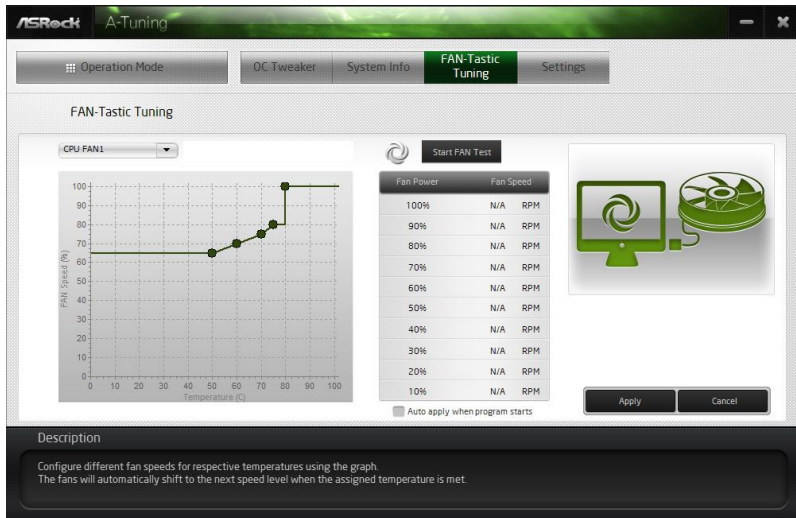 ASRock A-Tuning
Operation Mode
OC Tweaker
System Info
FAN-Tastic
Tuning
Settings
FAN-Tastic Tuning
CPU FAN1
Start FAN Test
100
90
80
70
60
50
40
30
20
10
0
FAN Speed (%)
0 10 20 30 40 50 60 70 80 90 100
Temperature (C)
Fan Power Fan Speed
100% N/A RPM
90% N/A RPM
80% N/A RPM
70% N/A RPM
60% N/A RPM
50% N/A RPM
40% N/A RPM
30% N/A RPM
20% N/A RPM
10% N/A RPM
Auto apply when program starts
Apply
Cancel
Description
Configure different fan speeds for respective temperatures using the graph.
The fans will automatically shift to the next speed level when the assigned temperature is met.